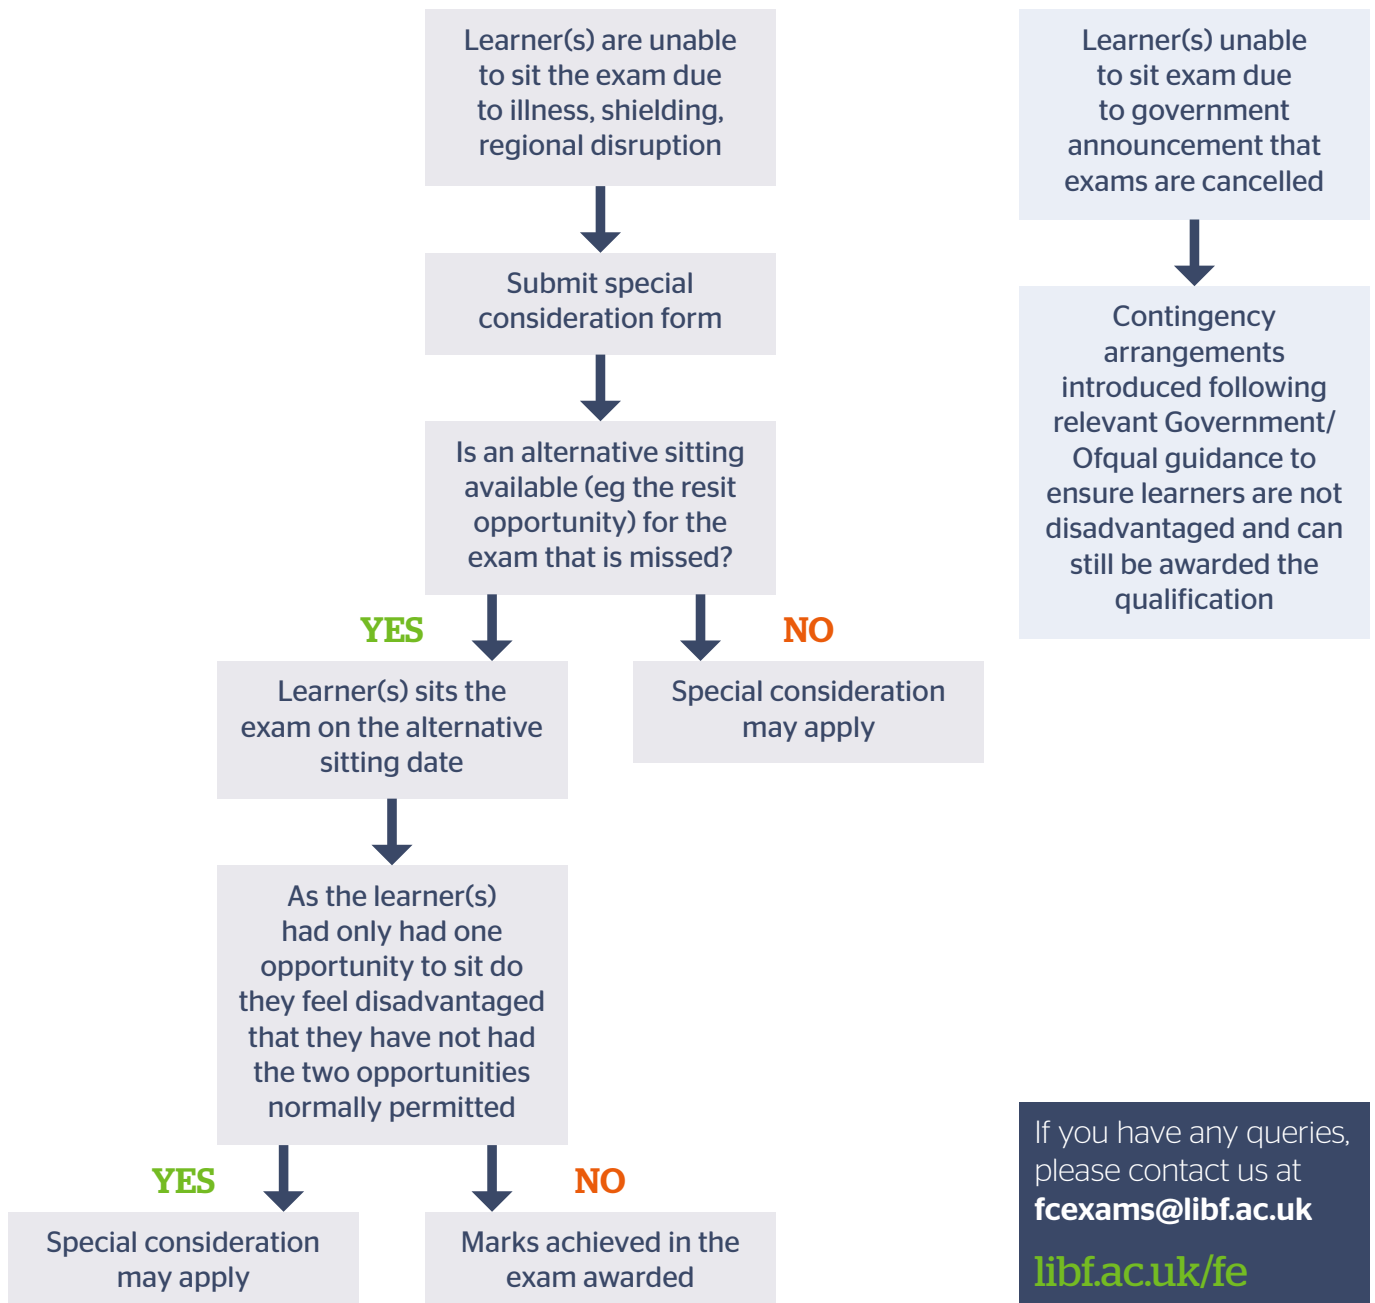 Learner(s) are unable
to sit the exam due
to illness, shielding,
regional disruption
Submit special
consideration form
Is an alternative sitting
available (eg the resit
opportunity) for the
exam that is missed?
YES
NO
Learner(s) sits the
exam on the alternative
sitting date
Special consideration
may apply
As the learner(s)
had only had one
opportunity to sit do
they feel disadvantaged
that they have not had
the two opportunities
normally permitted
YES
NO
Special consideration
may apply
Marks achieved in the
exam awarded
Learner(s) unable
to sit exam due
to government
announcement that
exams are cancelled
Contingency
arrangements
introduced following
relevant Government/
Ofqual guidance to
ensure learners are not
disadvantaged and can
still be awarded the
qualification
If you have any queries,
please contact us at
fcexams@libf.ac.uk
libf.ac.uk/fe